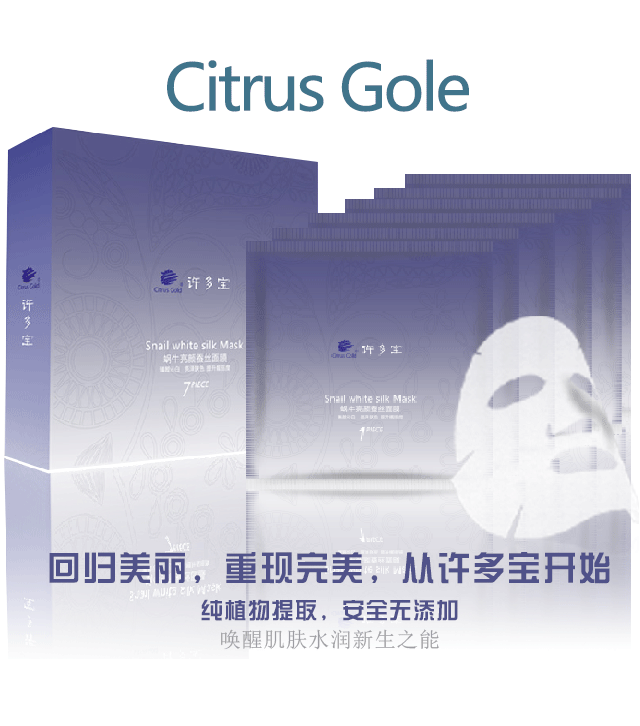 Citrus Gole
Citrus Gold
许多宝
Citrus Gold 许多宝
Snail white silk Mask
蜗牛亮颜蚕丝面膜
7PIECE
Citrus Gold 许多宝
Snail white silk Mask
蜗牛亮颜蚕丝面膜
1PIECE
回归美丽，重现完美，从许多宝开始
纯植物提取，安全无添加
唤醒肌肤水润新生之能